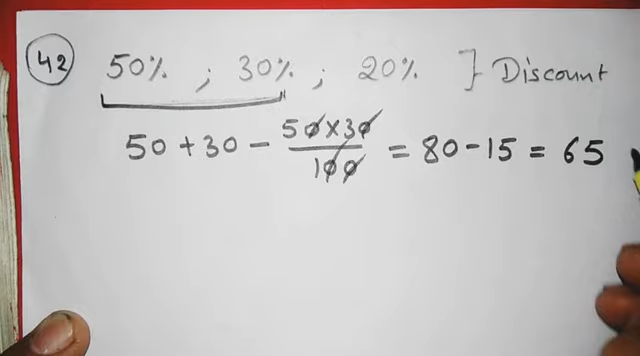 42 50% ; 30% ; 20% } Discount
50 + 30 - 50×30/100 = 80 - 15 = 65